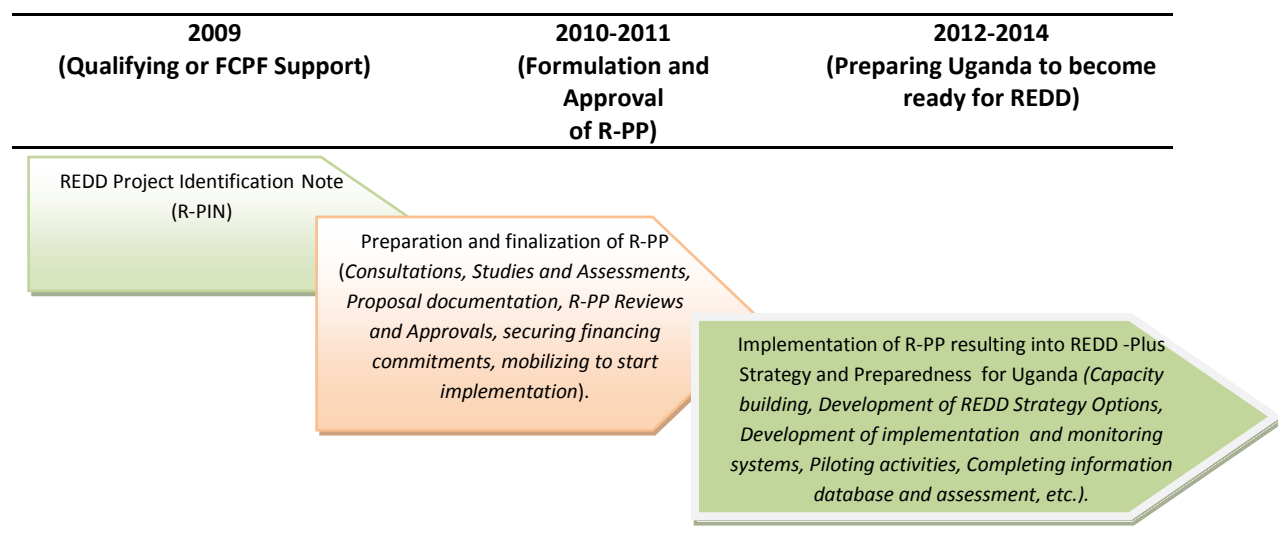 2009
(Qualifying or FCPF Support)
2010-2011
(Formulation and
Approval
of R-PP)
2012-2014
(Preparing Uganda to become
ready for REDD)
REDD Project Identification Note
(R-PIN)
Preparation and finalization of R-PP
(Consultations, Studies and Assessments,
Proposal documentation, R-PP Reviews
and Approvals, securing financing
commitments, mobilizing to start
implementation).
Implementation of R-PP resulting into REDD -Plus
Strategy and Preparedness for Uganda (Capacity
building, Development of REDD Strategy Options,
Development of implementation and monitoring
systems, Piloting activities, Completing information
database and assessment, etc.).